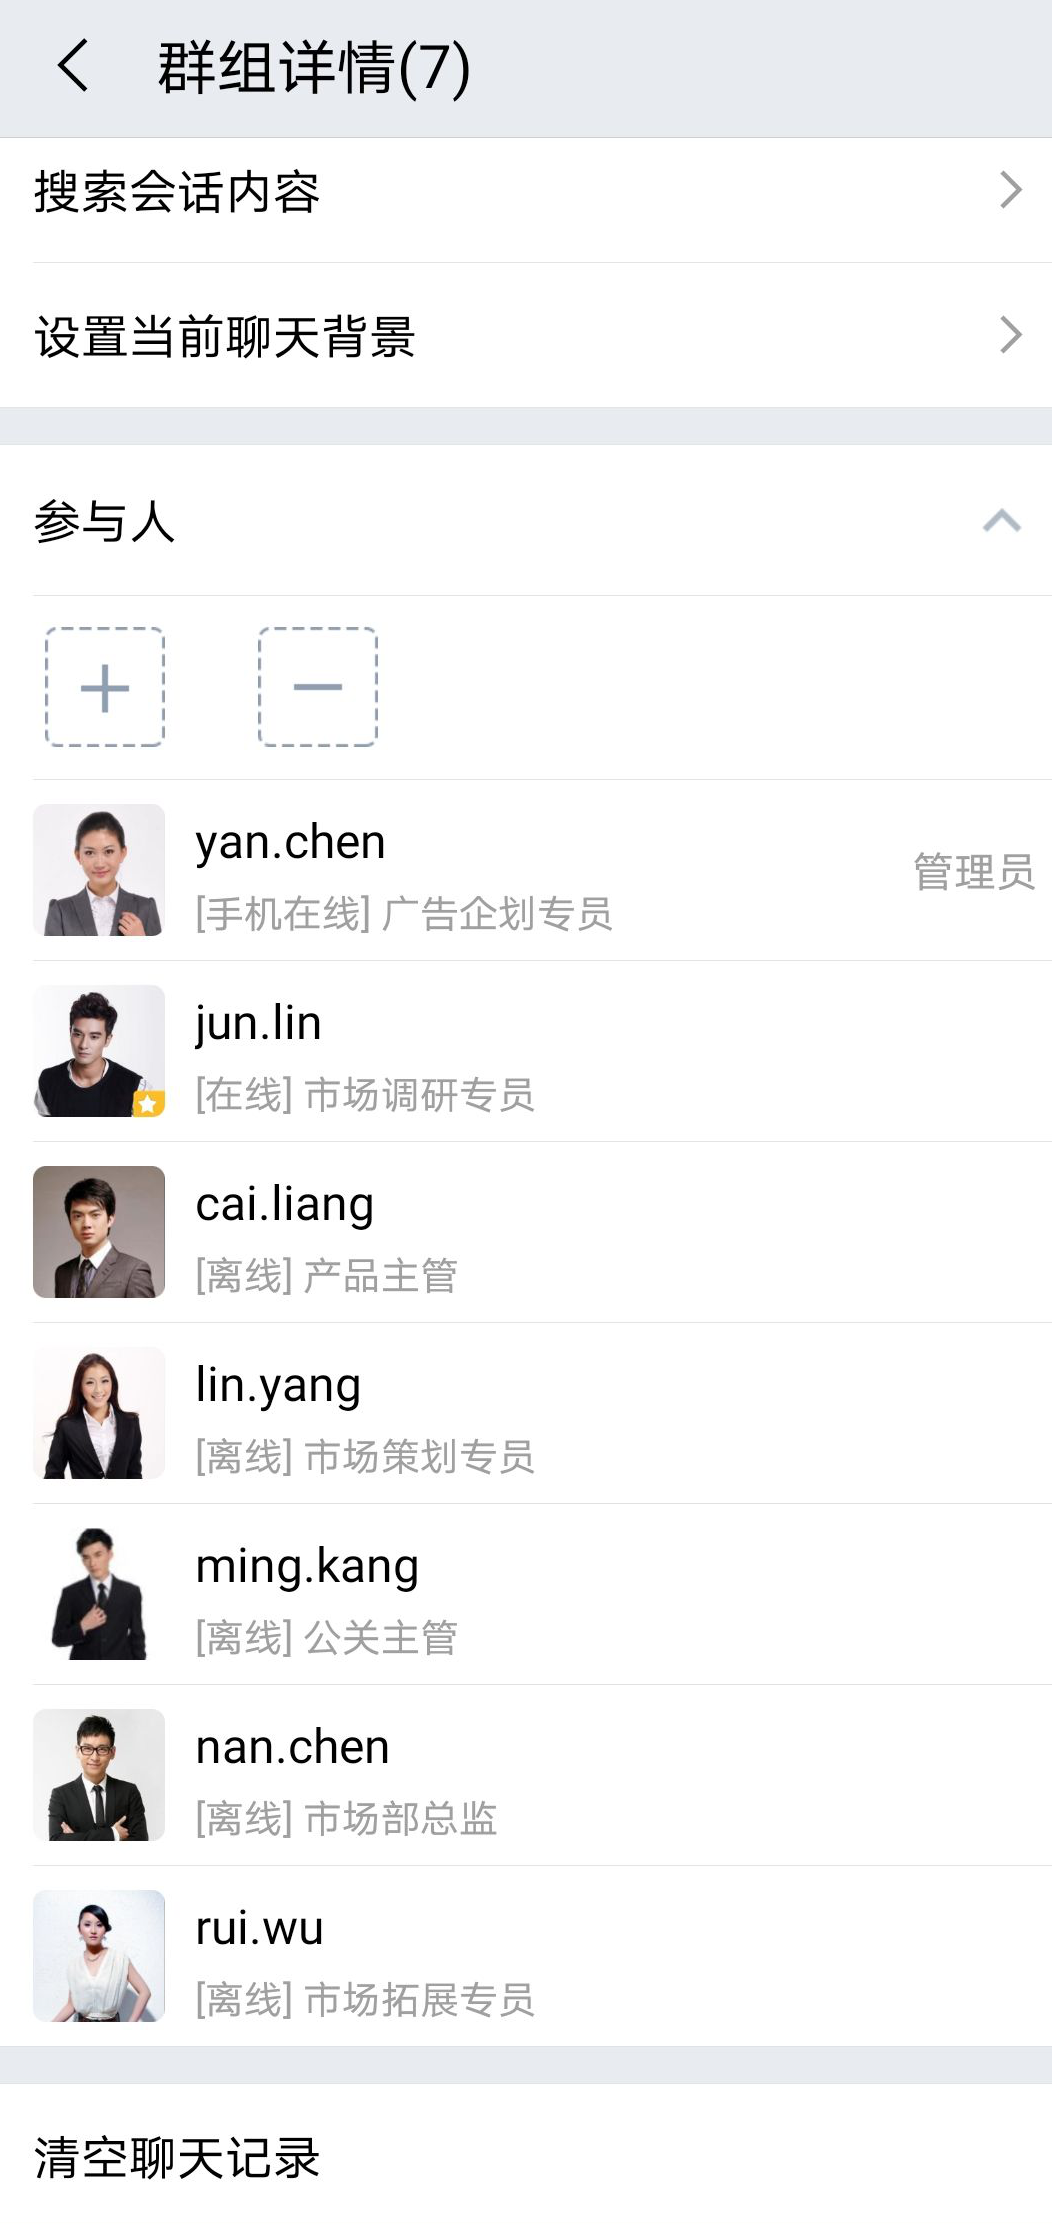 群组详情(7)
搜索会话内容
设置当前聊天背景
参与人
yan.chen
[手机在线] 广告企划专员
管理员
jun.lin
[在线] 市场调研专员
cai.liang
[离线] 产品主管
lin.yang
[离线] 市场策划专员
ming.kang
[离线] 公关主管
nan.chen
[离线] 市场部总监
rui.wu
[离线] 市场拓展专员
清空聊天记录